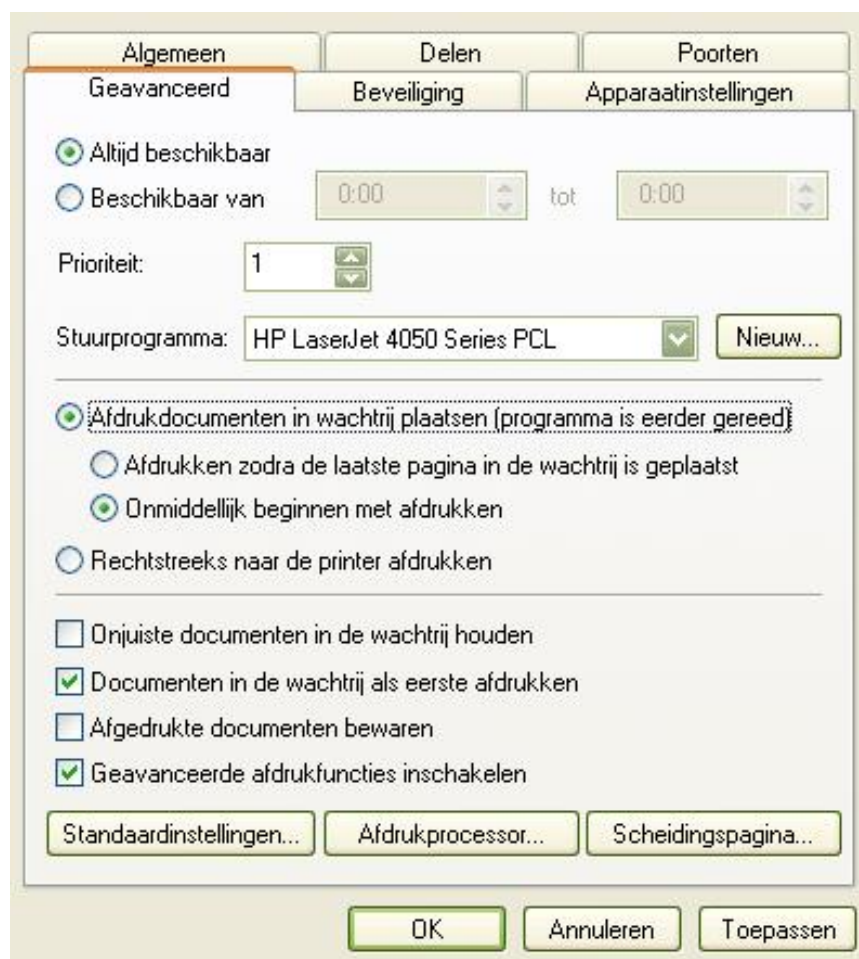 Algemeen Delen Poorten
Geavanceerd Beveiliging Apparaatinstellingen
Altijd beschikbaar
Beschikbaar van 0:00 tot 0:00
Prioriteit: 1
Stuurprogramma: HP LaserJet 4050 Series PCL Nieuw...
Afdrukdocumenten in wachtrij plaatsen (programma is eerder gereed)
Afdrukken zodra de laatste pagina in de wachtrij is geplaatst
Onmiddellijk beginnen met afdrukken
Rechtstreeks naar de printer afdrukken
Onjuiste documenten in de wachtrij houden
Documenten in de wachtrij als eerste afdrukken
Afgedrukte documenten bewaren
Geavanceerde afdrukfuncties inschakelen
Standaardinstellingen... Afdrukprocessor... Scheidingspagina...
OK Annuleren Toepassen